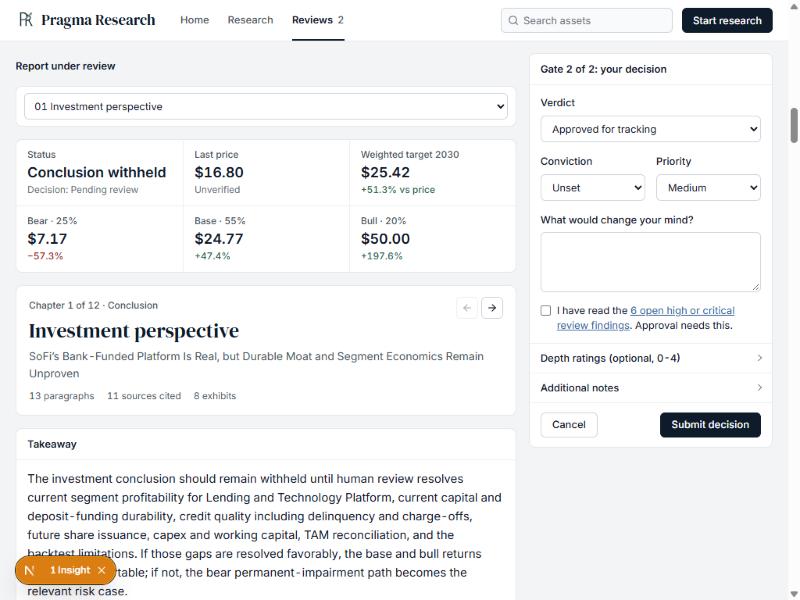 Pragma Research
Home
Research
Reviews 2
Search assets
Start research
Report under review
01 Investment perspective
Status
Conclusion withheld
Decision: Pending review
Last price
$16.80
Unverified
Weighted target 2030
$25.42
+51.3% vs price
Bear · 25%
$7.17
−57.3%
Base · 55%
$24.77
+47.4%
Bull · 20%
$50.00
+197.6%
Chapter 1 of 12 · Conclusion
Investment perspective
SoFi’s Bank-Funded Platform Is Real, but Durable Moat and Segment Economics Remain
Unproven
13 paragraphs
11 sources cited
8 exhibits
Takeaway
The investment conclusion should remain withheld until human review resolves
current segment profitability for Lending and Technology Platform, current capital and
deposit-funding durability, credit quality including delinquency and charge-offs,
future share issuance, capex and working capital, TAM reconciliation, and the
backtest limitations. If those gaps are resolved favorably, the base and bull returns
table; if not, the bear permanent-impairment path becomes the
relevant risk case.
1 Insight
Gate 2 of 2: your decision
Verdict
Approved for tracking
Conviction
Priority
Unset
Medium
What would change your mind?
I have read the 6 open high or critical
review findings. Approval needs this.
Depth ratings (optional, 0-4)
Additional notes
Cancel
Submit decision